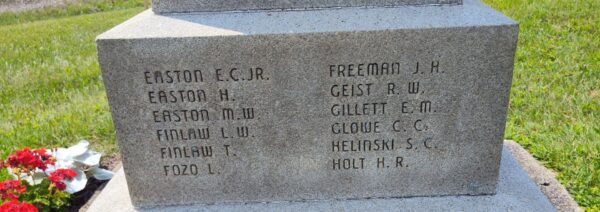 EASTON E.C. JR.
EASTON H.
EASTON M.W.
FINLAW L.W.
FINLAW T.
FOZO L.
FREEMAN J. H.
GEIST R. W.
GILLETT E. M.
GLOWE C. C.
HELINSKI S. C.
HOLT H. R.